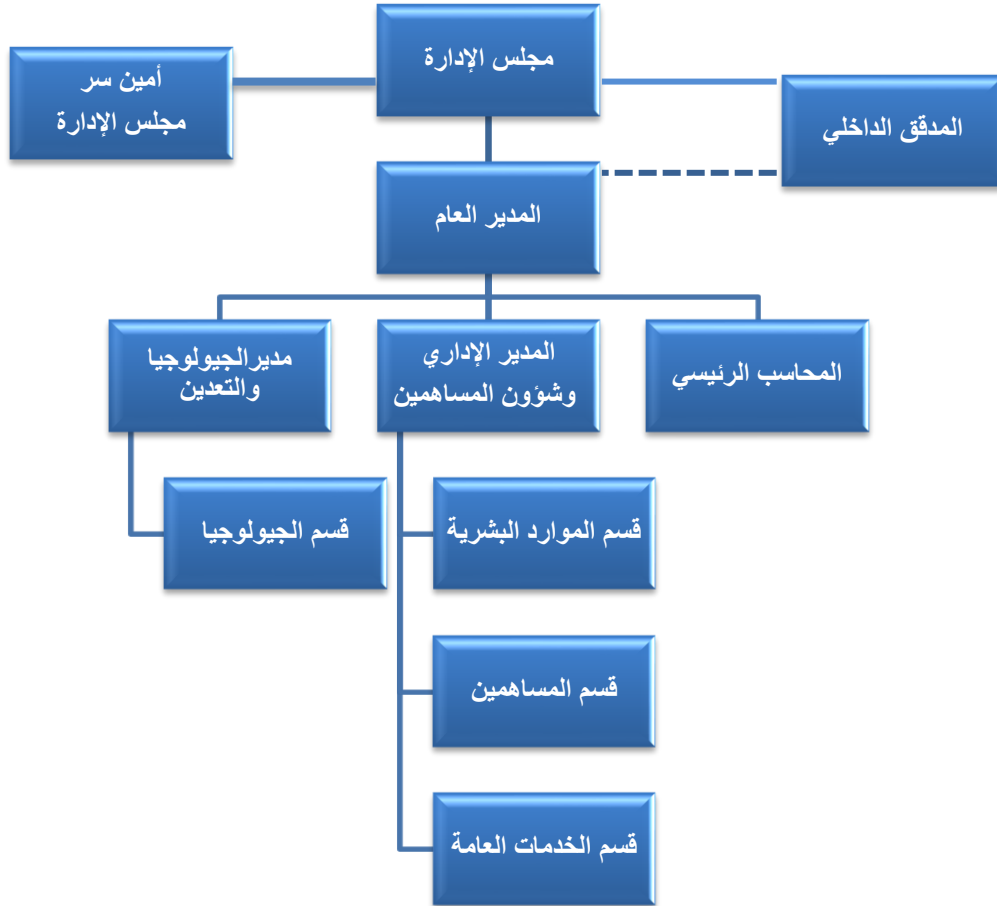 مجلس الإدارة
أمين سر
مجلس الإدارة
المدقق الداخلي
المدير العام
المحاسب الرئيسي
المدير الإداري
وشؤون المساهمين
مديرالجيولوجيا
والتعدين
قسم الموارد البشرية
قسم الجيولوجيا
قسم المساهمين
قسم الخدمات العامة